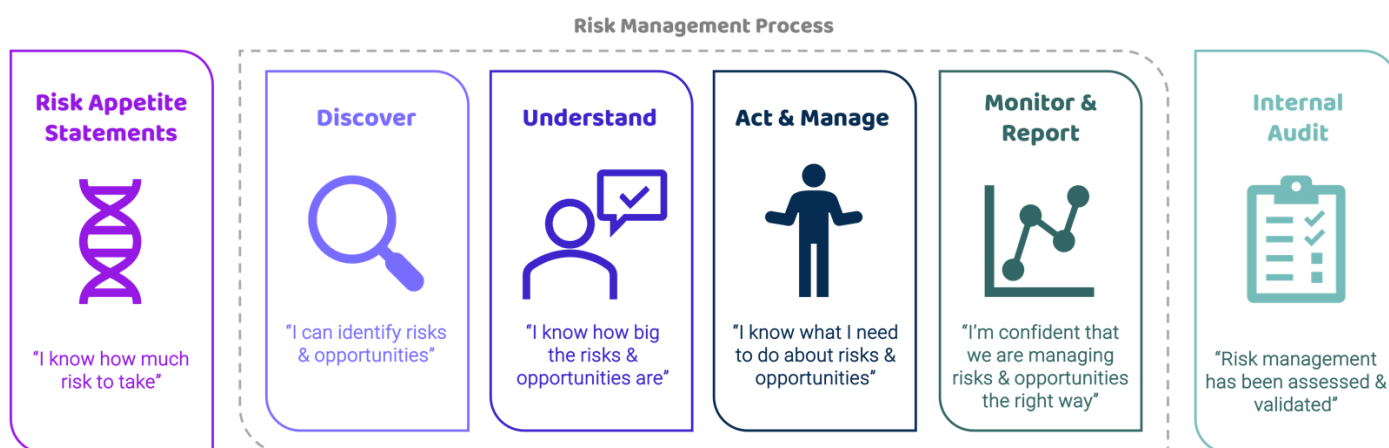 Risk Management Process
Risk Appetite
Statements
“I know how much
risk to take”
Discover
“I can identify risks
& opportunities”
Understand
“I know how big
the risks &
opportunities are”
Act & Manage
“I know what I need
to do about risks &
opportunities”
Monitor &
Report
“I’m confident that
we are managing
risks & opportunities
the right way”
Internal
Audit
“Risk management
has been assessed &
validated”